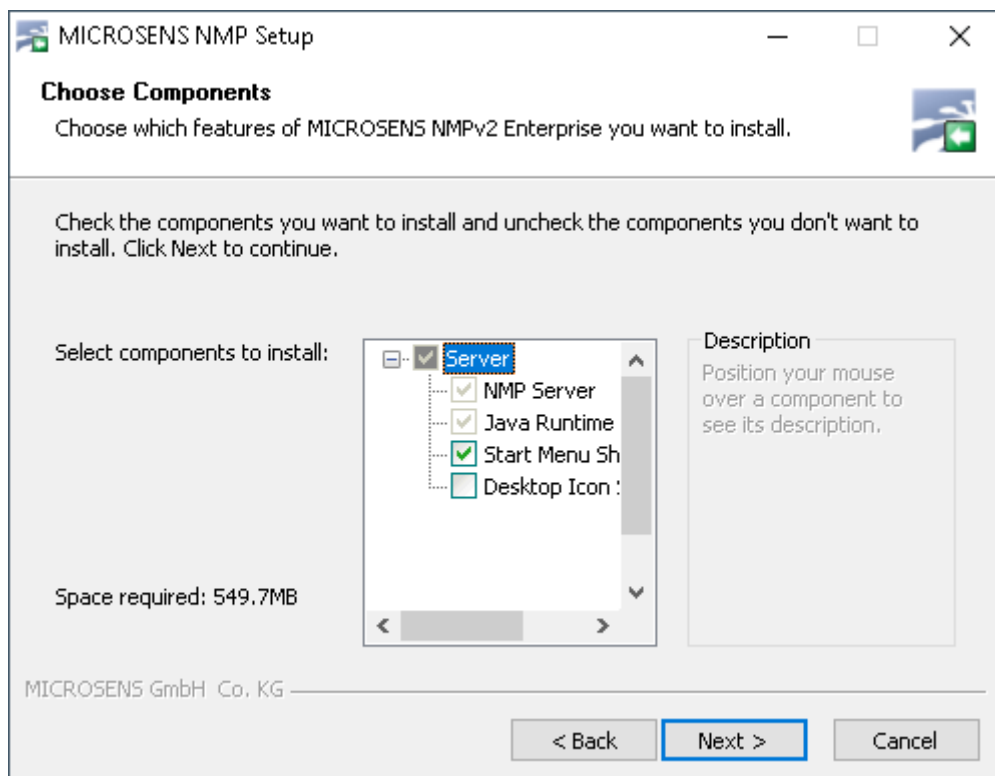 MICROSENS NMP Setup
Choose Components
Choose which features of MICROSENS NMPv2 Enterprise you want to install.
Check the components you want to install and uncheck the components you don't want to
install. Click Next to continue.
Select components to install:
Server
NMP Server
Java Runtime
Start Menu Sh
Desktop Icon
Description
Position your mouse
over a component to
see its description.
Space required: 549.7MB
MICROSENS GmbH  Co. KG
< Back
Next >
Cancel